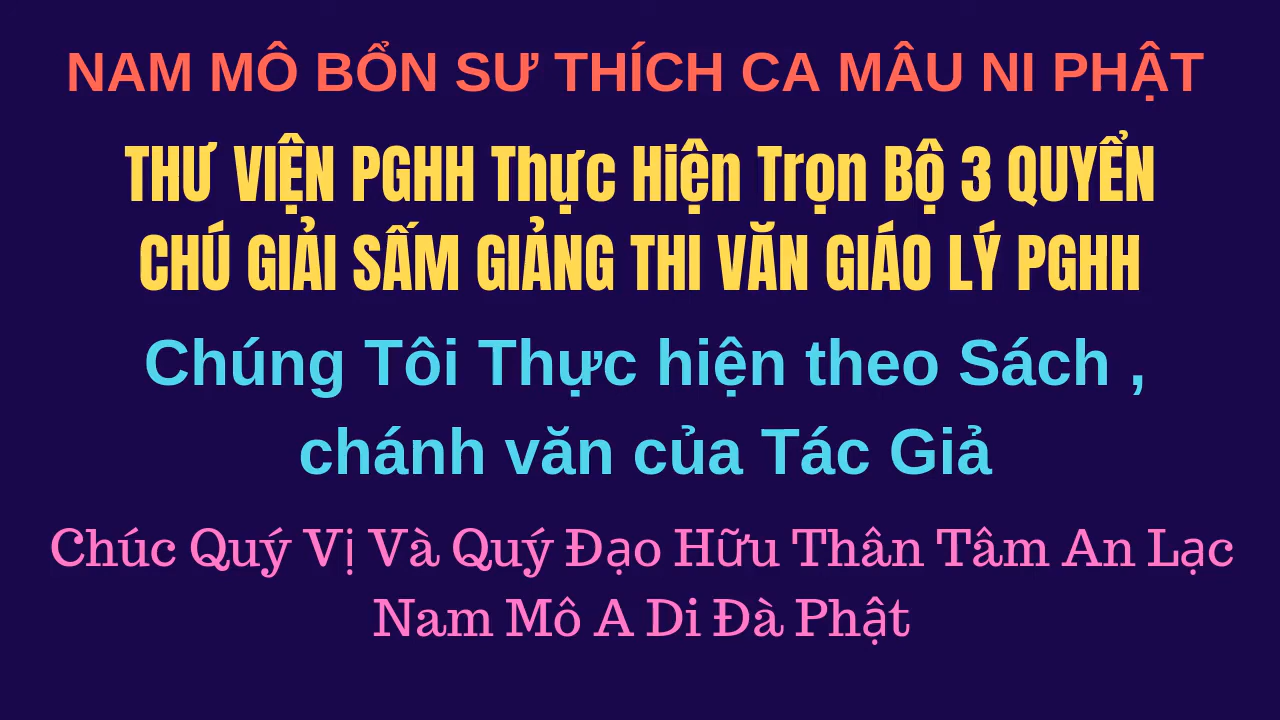 NAM MÔ BỔN SƯ THÍCH CA MÂU NI PHẬT
THƯ VIỆN PGHH Thực Hiện Trọn Bộ 3 QUYỂN
CHÚ GIẢI SẤM GIẢNG THI VĂN GIÁO LÝ PGHH
Chúng Tôi Thực hiện theo Sách ,
chánh văn của Tác Giả
Chúc Quý Vị Và Quý Đạo Hữu Thân Tâm An Lạc
Nam Mô A Di Đà Phật